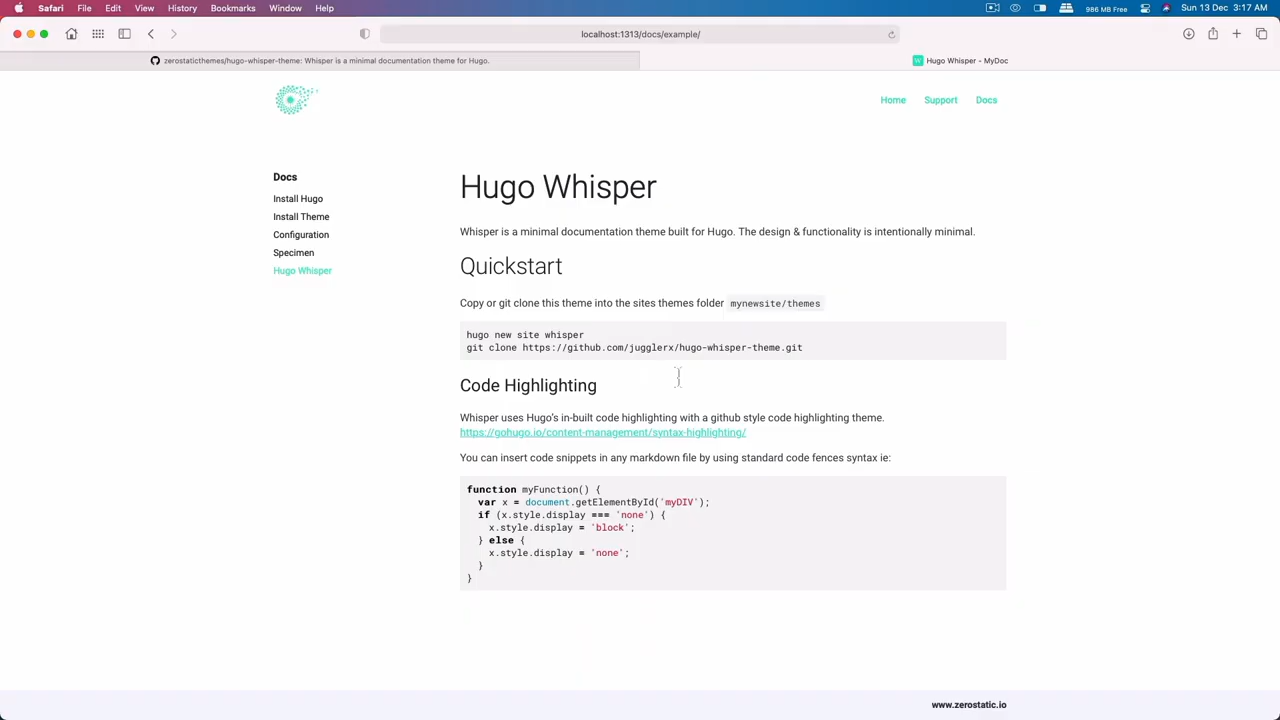 Safari File Edit View History Bookmarks Window Help
986 MB Free
Sun 13 Dec 3:17 AM
localhost:1313/docs/example/
zerostaticthemes/hugo-whisper-theme: Whisper is a minimal documentation theme for Hugo.
Hugo Whisper - MyDoc
Home Support Docs
Docs
Install Hugo
Install Theme
Configuration
Specimen
Hugo Whisper
Hugo Whisper
Whisper is a minimal documentation theme built for Hugo. The design & functionality is intentionally minimal.
Quickstart
Copy or git clone this theme into the sites themes folder mynewsite/themes
hugo new site whisper
git clone https://github.com/jugglerx/hugo-whisper-theme.git
Code Highlighting
Whisper uses Hugo’s in-built code highlighting with a github style code highlighting theme.
https://gohugo.io/content-management/syntax-highlighting/
You can insert code snippets in any markdown file by using standard code fences syntax ie:
function myFunction() {
  var x = document.getElementById('myDIV');
  if (x.style.display === 'none') {
    x.style.display = 'block';
  } else {
    x.style.display = 'none';
  }
}
www.zerostatic.io